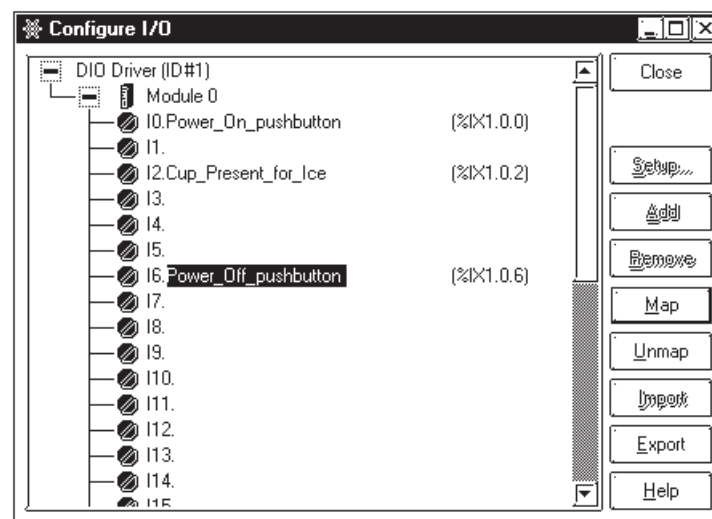 Configure I/O
DIO Driver (ID#1)
Module 0
I0.Power_On_pushbutton (%IX1.0.0)
I1.
I2.Cup_Present_for_Ice (%IX1.0.2)
I3.
I4.
I5.
I6.Power_Off_pushbutton (%IX1.0.6)
I7.
I8.
I9.
I10.
I11.
I12.
I13.
I14.
I15.
Close
Setup...
Add
Remove
Map
Unmap
Import
Export
Help